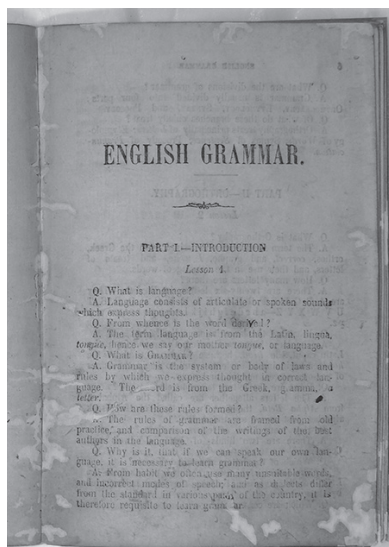 ENGLISH GRAMMAR.
PART I.—INTRODUCTION
Lesson 1.
Q. What is language?
A. Language consists of articulate or spoken sounds
which express thoughts.
Q. From whence is the word
A. The term language is from the Latin, lingua,
tongue, hence we say our mother tongue, or language.
Q. What is GRAMMAR?
A. Grammar is the system or body of laws and
rules by which we express thought in correct lan-
guage. The word is from the Greek, a
letter.
Q. How are these rules formed?
A. The rules of grammar are framed from old
practice, and comparison of the writings of the best
authors in the language.
Q. Why is it, that if we can speak our own lan-
guage, it is necessary to learn grammar?
A. From habit, we often use many unsuitable words,
and incorrect modes of speech, and as defects differ
from the standard in various parts of the country, it is
therefore requisite to learn grammar